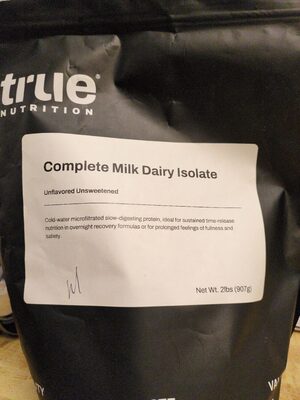 true®
NUTRITION
Complete Milk Dairy Isolate
Unflavored Unsweetened
Cold-water microfiltrated slow-digesting protein, ideal for sustained time-release
nutrition in overnight recovery formulas or for prolonged feelings of fullness and
satiety.
Net Wt. 2lbs (907g)